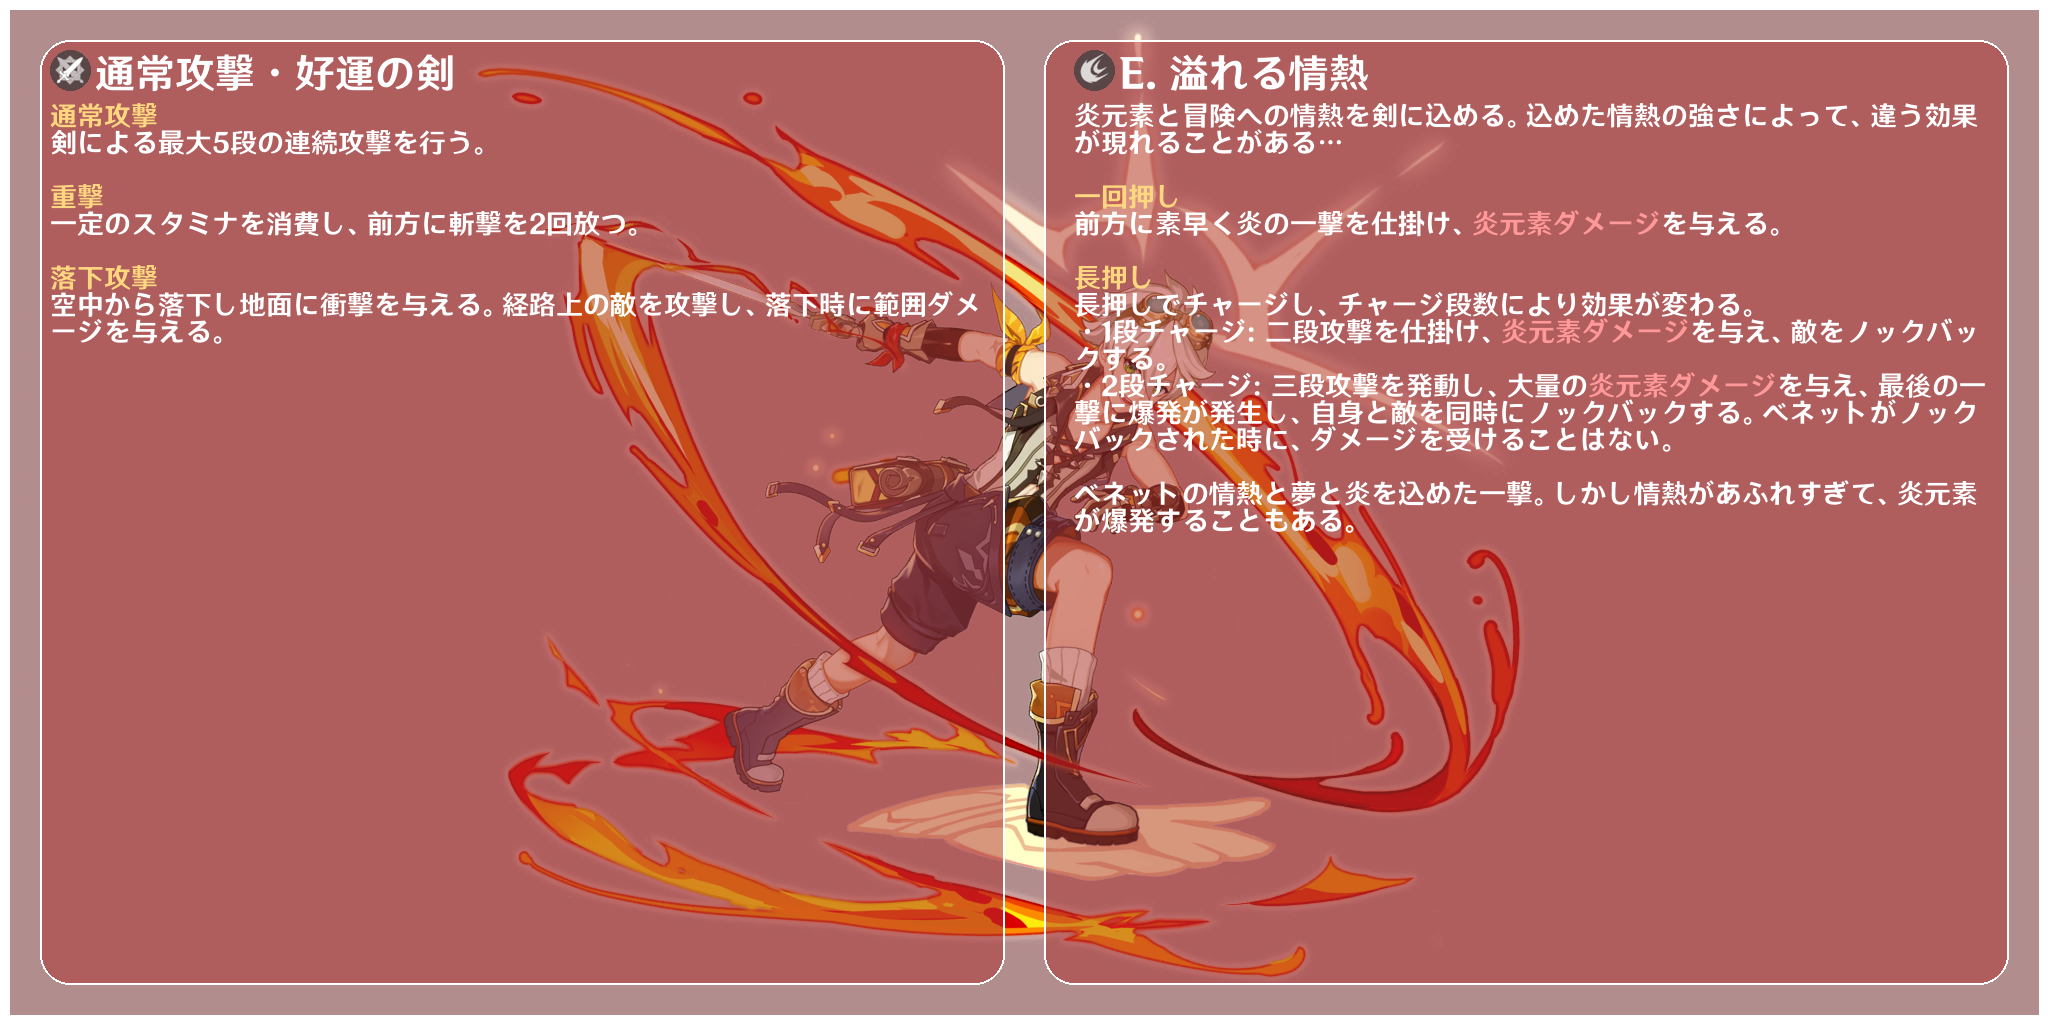 通常攻撃・好運の剣
通常攻撃
剣による最大5段の連続攻撃を行う。
重撃
一定のスタミナを消費し、前方に斬撃を2回放つ。
落下攻撃
空中から落下し地面に衝撃を与える。経路上の敵を攻撃し、落下時に範囲ダメ
ージを与える。
E. 溢れる情熱
炎元素と冒険への情熱を剣に込める。込めた情熱の強さによって、違う効果
が現れることがある…
一回押し
前方に素早く炎の一撃を仕掛け、炎元素ダメージを与える。
長押し
長押しでチャージし、チャージ段数により効果が変わる。
・1段チャージ: 二段攻撃を仕掛け、炎元素ダメージを与え、敵をノックバッ
クする。
・2段チャージ: 三段攻撃を発動し、大量の炎元素ダメージを与え、最後の一
撃に爆発が発生し、自身と敵を同時にノックバックする。ベネットがノック
バックされた時に、ダメージを受けることはない。
ベネットの情熱と夢と炎を込めた一撃。しかし情熱があふれすぎて、炎元素
が爆発することもある。